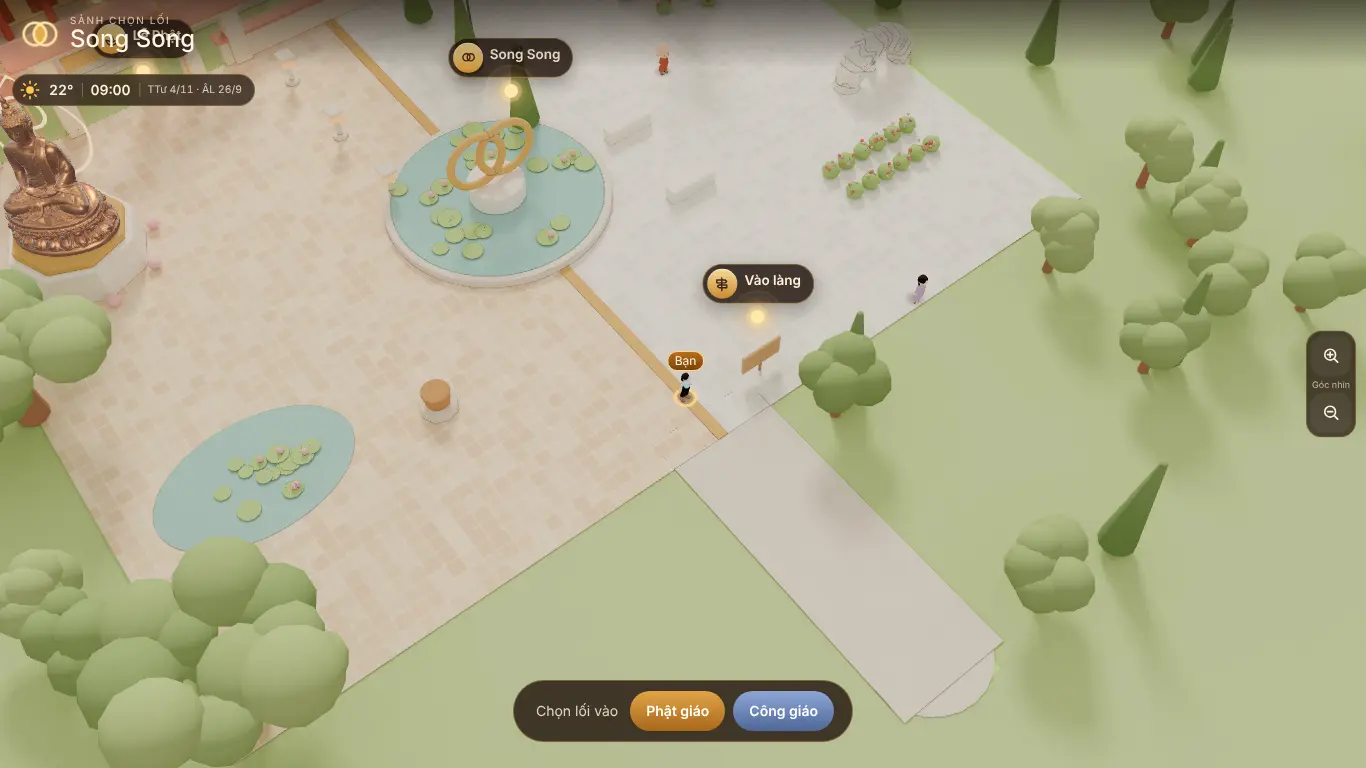 SẢNH CHỌN LỐI
Song Song
22° 09:00 TTư 4/11 · ÂL 26/9
Song Song
Vào làng
Bạn
Góc nhìn
Chọn lối vào Phật giáo Công giáo